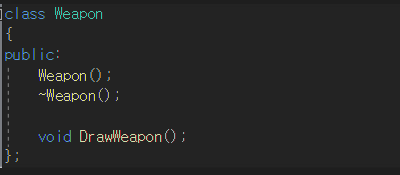 class Weapon
{
public:
Weapon();
~Weapon();
void DrawWeapon();
};